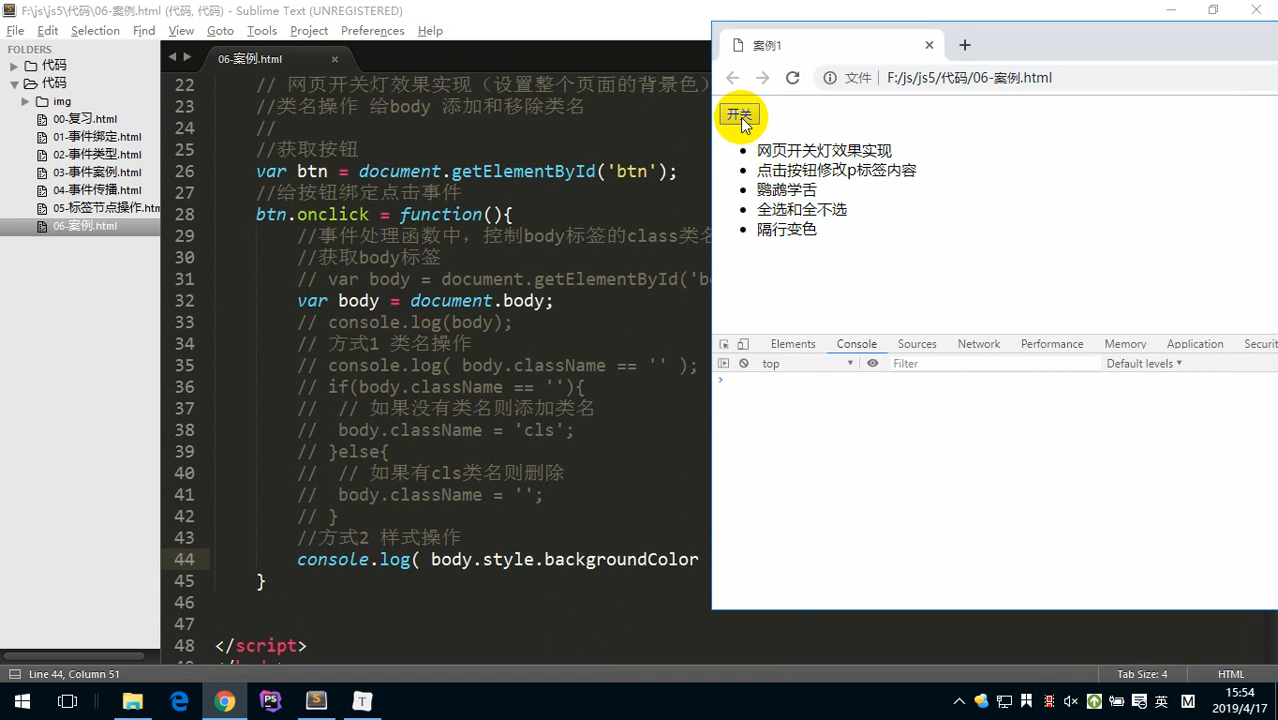 F:\js\js5\代码\06-案例.html (代码, 代码) - Sublime Text (UNREGISTERED)
File Edit Selection Find View Goto Tools Project Preferences Help
FOLDERS
代码
代码
img
00-复习.html
01-事件绑定.html
02-事件类型.html
03-事件案例.html
04-事件传播.html
05-标签节点操作.htm
06-案例.html
06-案例.html
22 // 网页开关灯效果实现（设置整个页面的背景色）
23 //类名操作 给body 添加和移除类名
24 //
25 //获取按钮
26 var btn = document.getElementById('btn');
27 //给按钮绑定点击事件
28 btn.onclick = function(){
29 //事件处理函数中，控制body标签的class类名
30 //获取body标签
31 // var body = document.getElementById('b
32 var body = document.body;
33 // console.log(body);
34 // 方式1 类名操作
35 // console.log( body.className == '' );
36 // if(body.className == ''){
37 // // 如果没有类名则添加类名
38 // body.className = 'cls';
39 // }else{
40 // // 如果有cls类名则删除
41 // body.className = '';
42 // }
43 //方式2 样式操作
44 console.log( body.style.backgroundColor
45 }
46
47
48 </script>
案例1
文件 F:/js/js5/代码/06-案例.html
开关
网页开关灯效果实现
点击按钮修改p标签内容
鹦鹉学舌
全选和全不选
隔行变色
Elements Console Sources Network Performance Memory Application Securit
top Filter Default levels
Line 44, Column 51
Tab Size: 4 HTML
英 M
15:54
2019/4/17